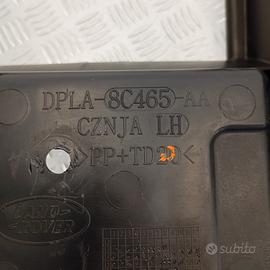 DPLA-8C465-AA
CZNJA LH
>PP+TD20<
LAND-
ROVER
subito